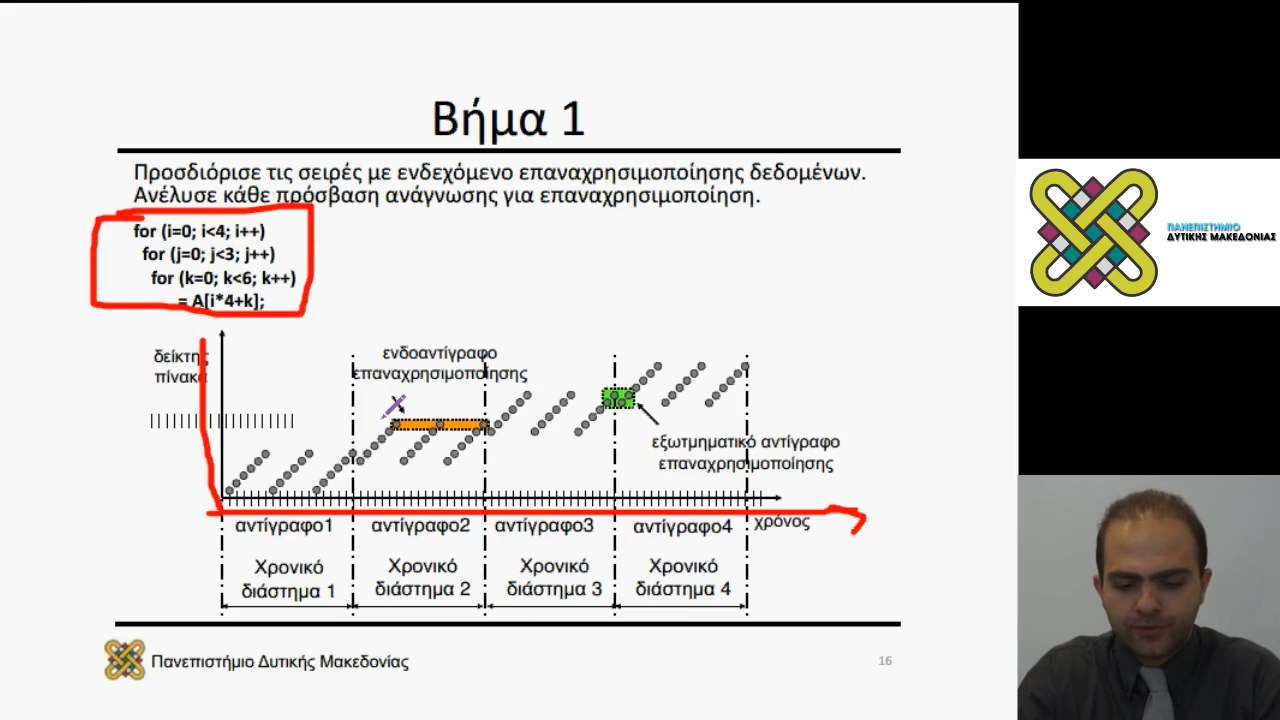 Βήμα 1
Προσδιόρισε τις σειρές με ενδεχόμενο επαναχρησιμοποίησης δεδομένων.
Ανέλυσε κάθε πρόσβαση ανάγνωσης για επαναχρησιμοποίηση.
for (i=0; i<4; i++)
for (j=0; j<3; j++)
for (k=0; k<6; k++)
= A[i*4+k];
δείκτης
πίνακα
ενδοαντίγραφο
επαναχρησιμοποίησης
εξωτμηματικό αντίγραφο
επαναχρησιμοποίησης
αντίγραφο1 αντίγραφο2 αντίγραφο3 αντίγραφο4 χρόνος
Χρονικό Χρονικό Χρονικό Χρονικό
διάστημα 1 διάστημα 2 διάστημα 3 διάστημα 4
Πανεπιστήμιο Δυτικής Μακεδονίας
16
ΠΑΝΕΠΙΣΤΗΜΙΟ
ΔΥΤΙΚΗΣ ΜΑΚΕΔΟΝΙΑΣ